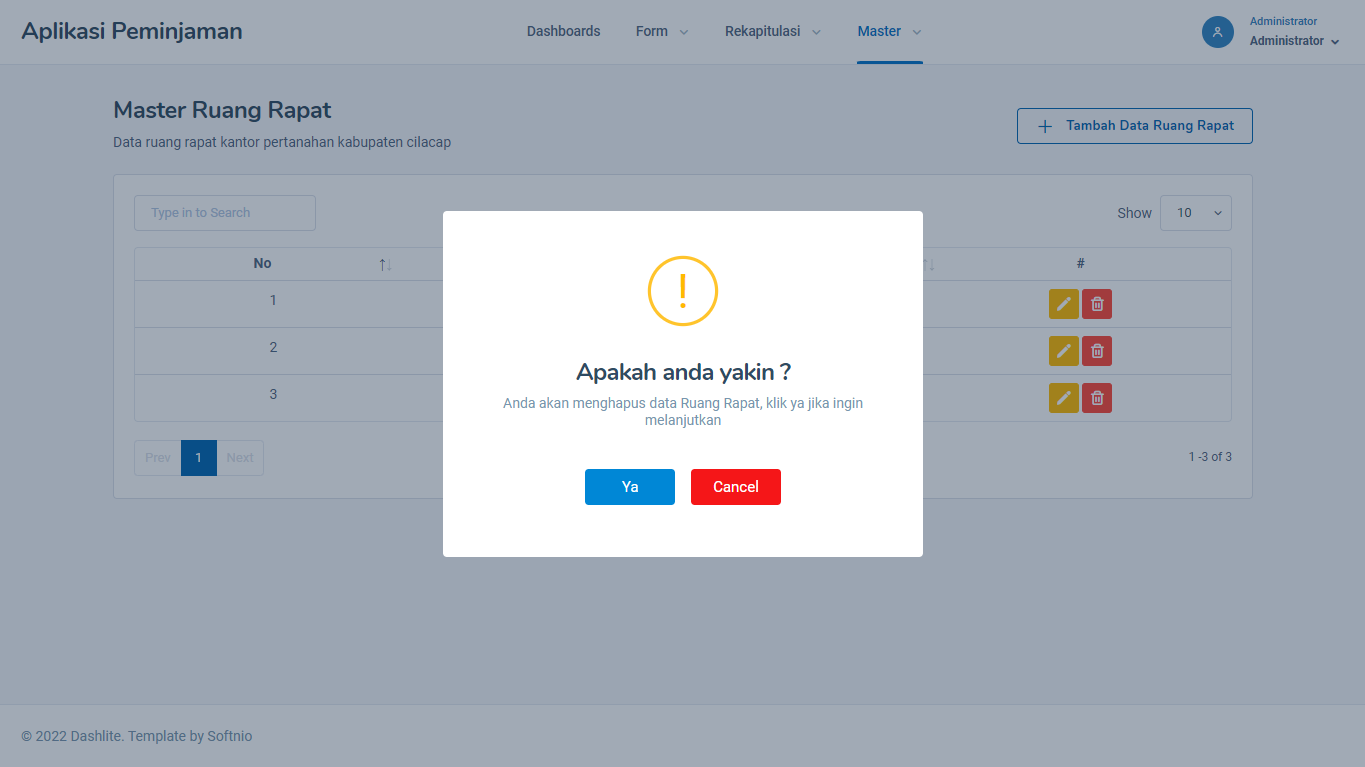 Aplikasi Peminjaman
Dashboards
Form
Rekapitulasi
Master
Administrator
Administrator
Master Ruang Rapat
Data ruang rapat kantor pertanahan kabupaten cilacap
Tambah Data Ruang Rapat
Type in to Search
Show 10
No
#
1
2
3
!
Apakah anda yakin ?
Anda akan menghapus data Ruang Rapat, klik ya jika ingin
melanjutkan
Ya
Cancel
Prev 1 Next
1 -3 of 3
© 2022 Dashlite. Template by Softnio